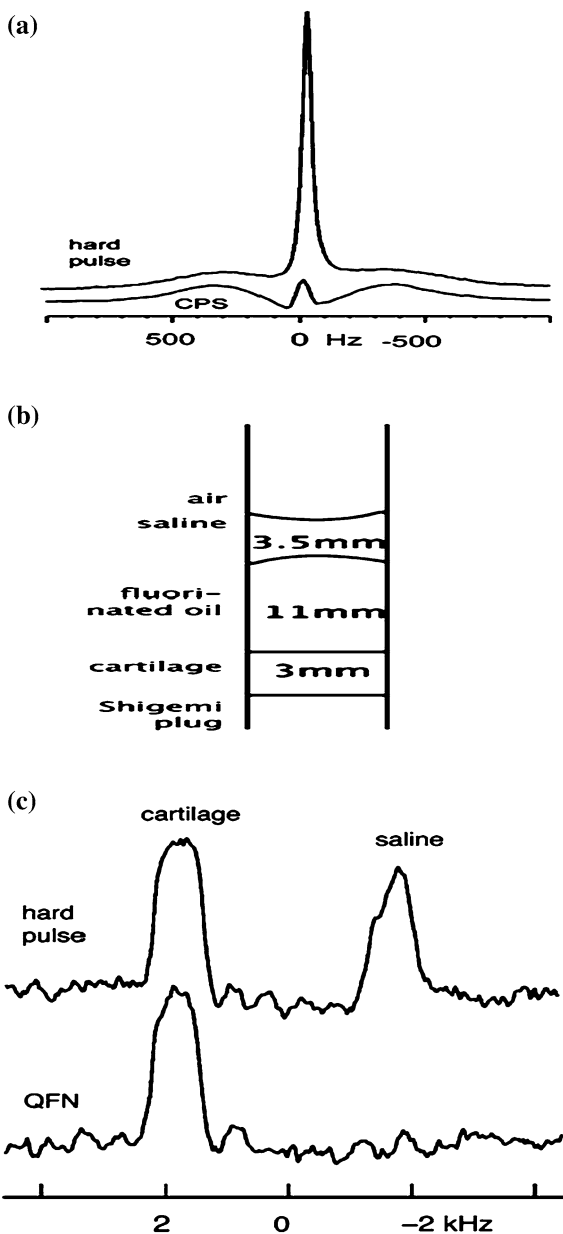 (a)
hard
pulse
CPS
500 0 Hz -500
(b)
air
saline
3.5mm
fluori-
nated oil
11mm
cartilage
3mm
Shigemi
plug
(c)
cartilage
saline
hard
pulse
QFN
2 0 -2 kHz